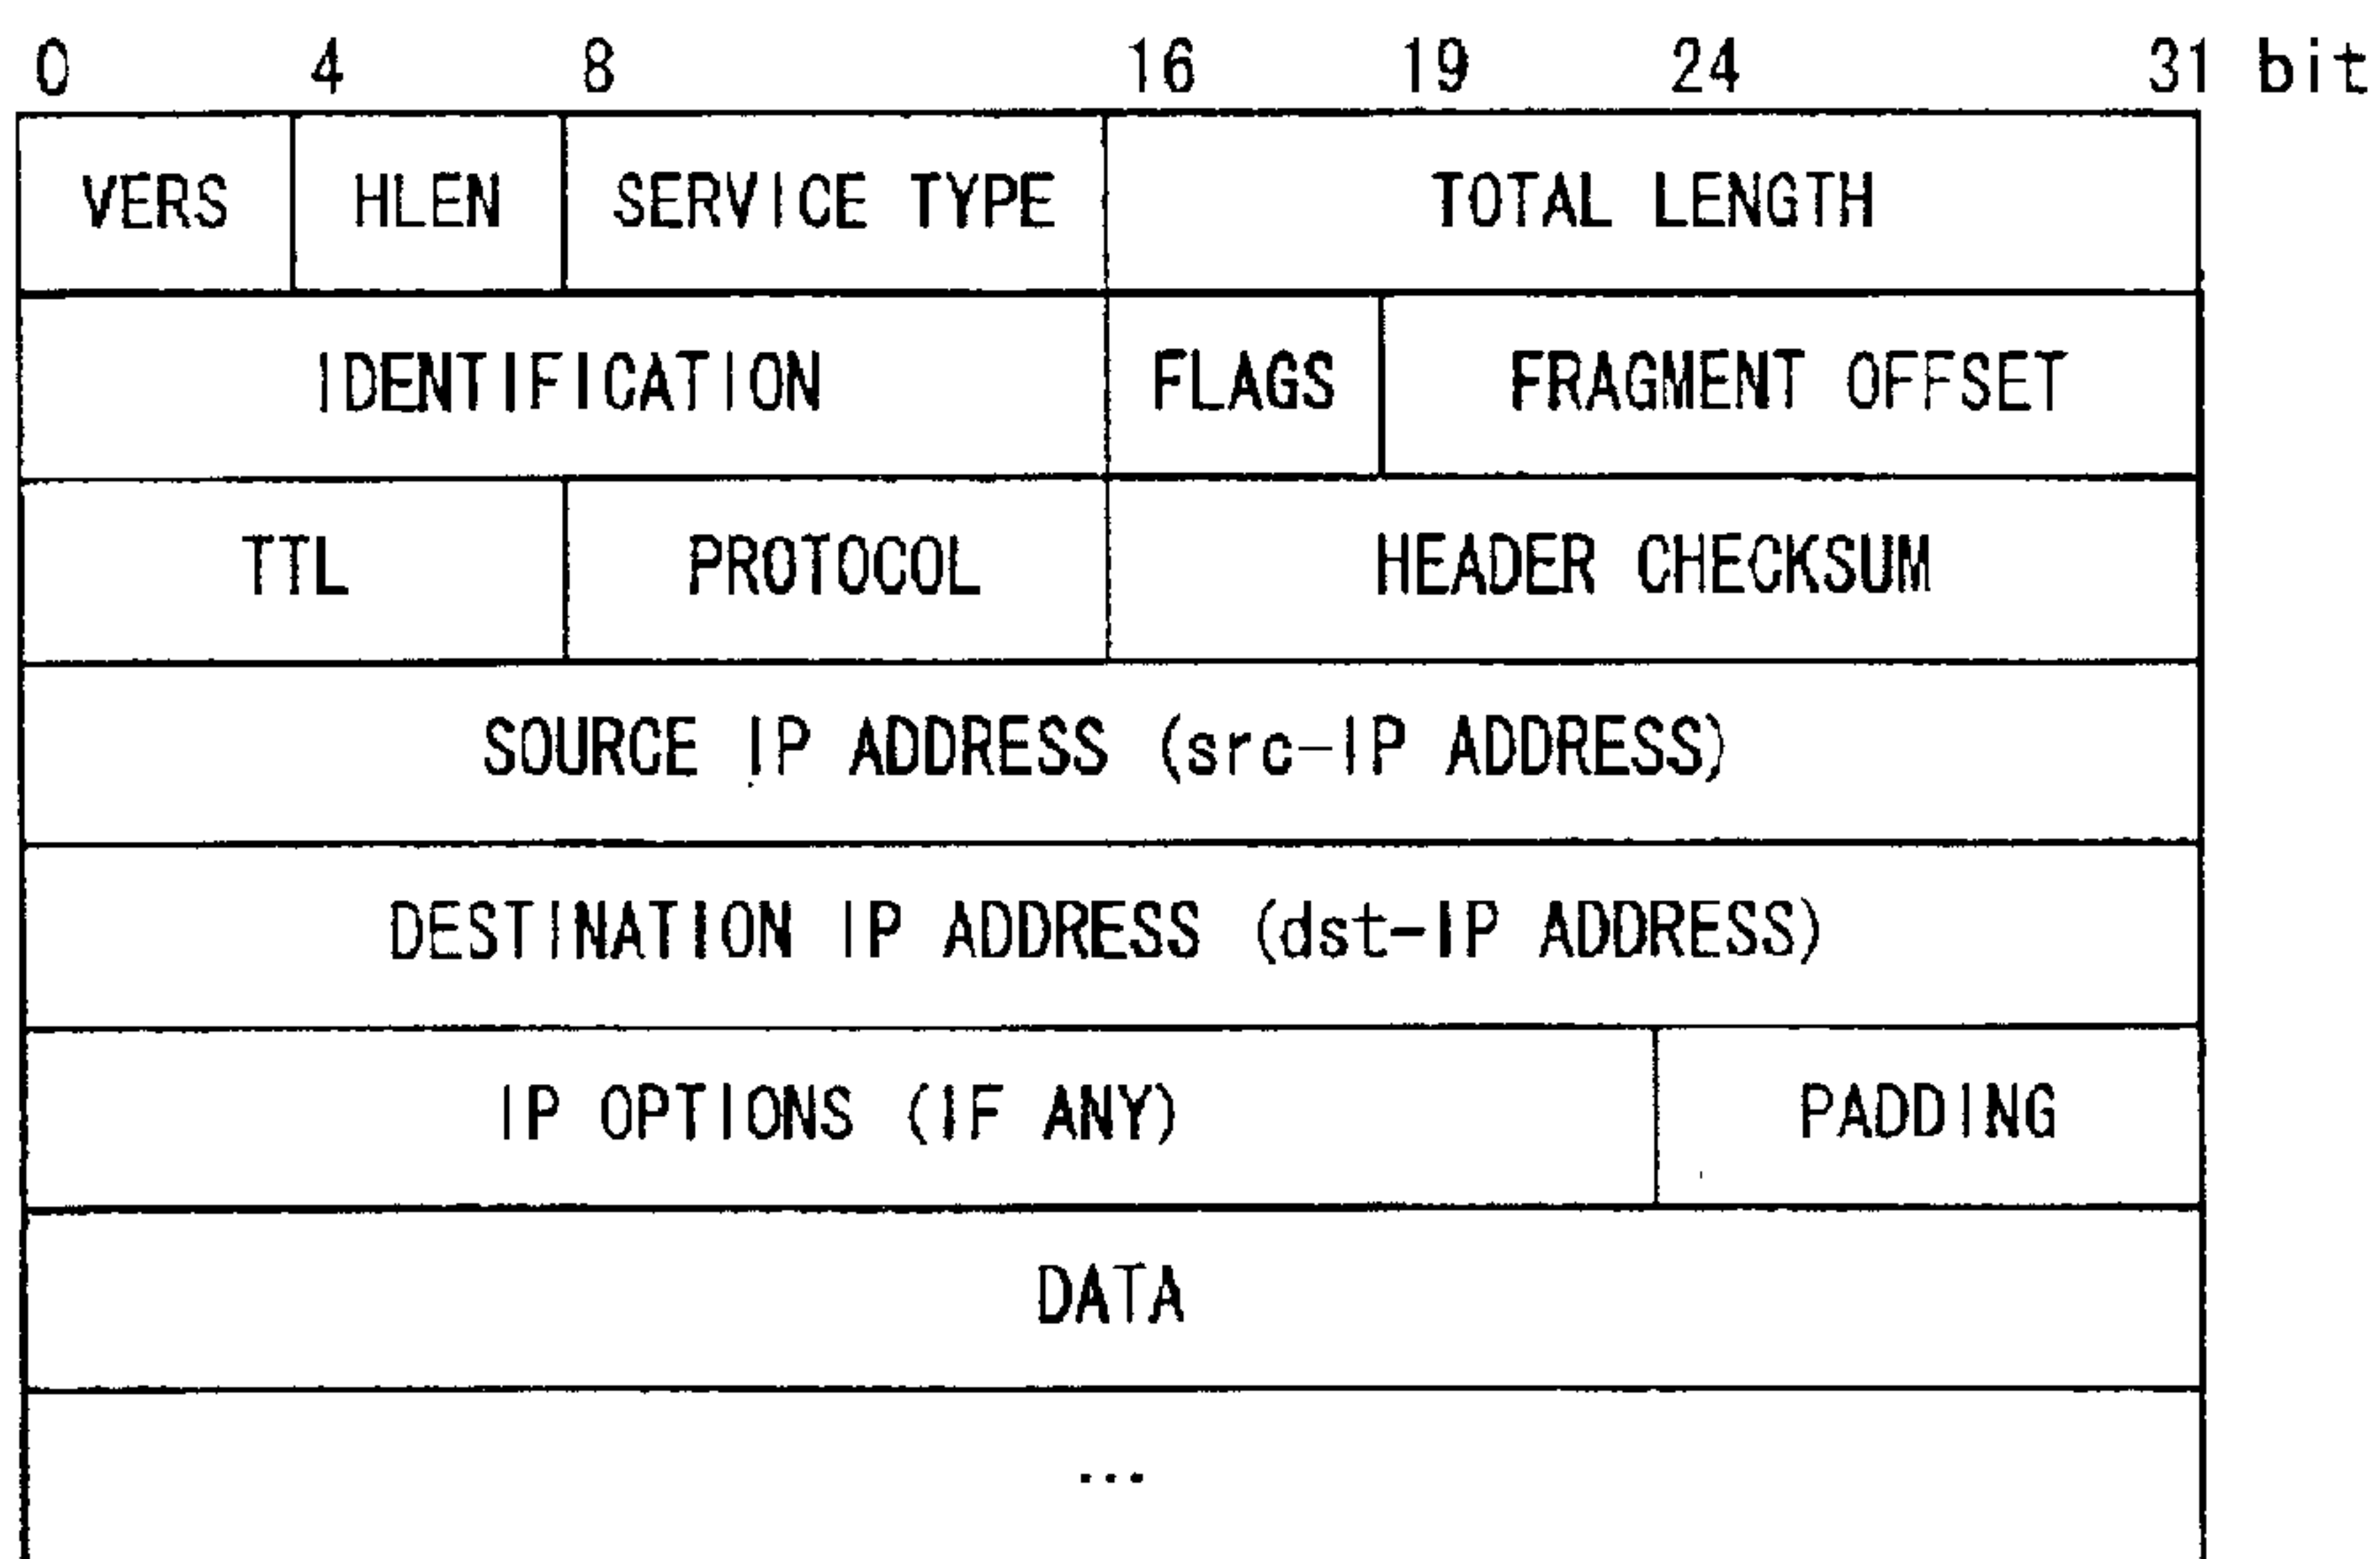 0 4 8 16 19 24 31 bit
VERS HLEN SERVICE TYPE TOTAL LENGTH
IDENTIFICATION FLAGS FRAGMENT OFFSET
TTL PROTOCOL HEADER CHECKSUM
SOURCE IP ADDRESS (src-IP ADDRESS)
DESTINATION IP ADDRESS (dst-IP ADDRESS)
IP OPTIONS (IF ANY) PADDING
DATA
...